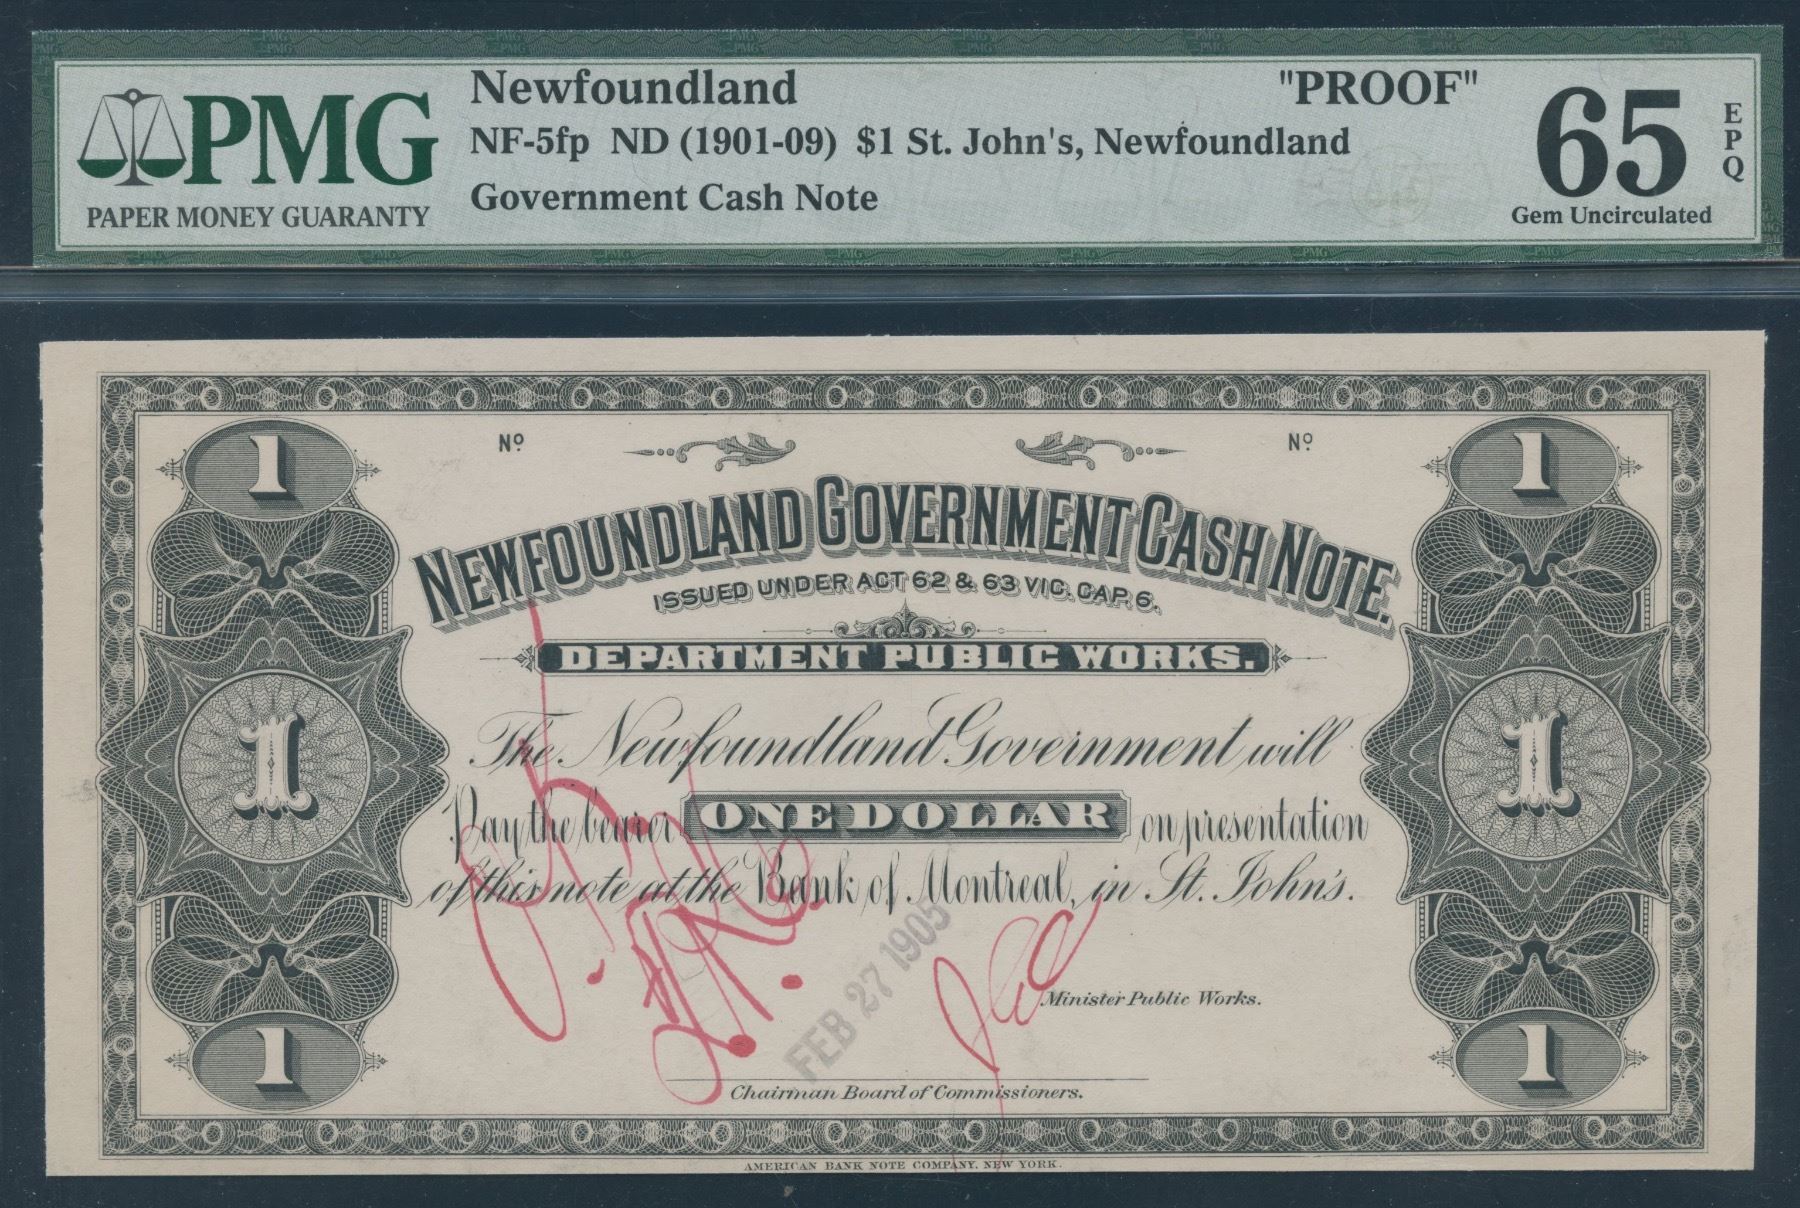 PMG
PAPER MONEY GUARANTY
Newfoundland "PROOF"
NF-5fp ND (1901-09) $1 St. John's, Newfoundland
Government Cash Note
65 EPQ
Gem Uncirculated
1 Nº Nº 1
NEWFOUNDLAND GOVERNMENT CASH NOTE.
ISSUED UNDER ACT 62 & 63 VIC. CAP. 6.
DEPARTMENT PUBLIC WORKS.
The Newfoundland Government will
1 1
Pay the bearer ONE DOLLAR on presentation
of this note at the Bank of Montreal, in St. John's.
FEB 27 1905
Minister Public Works.
1 1
Chairman Board of Commissioners.
AMERICAN BANK NOTE COMPANY, NEW YORK.